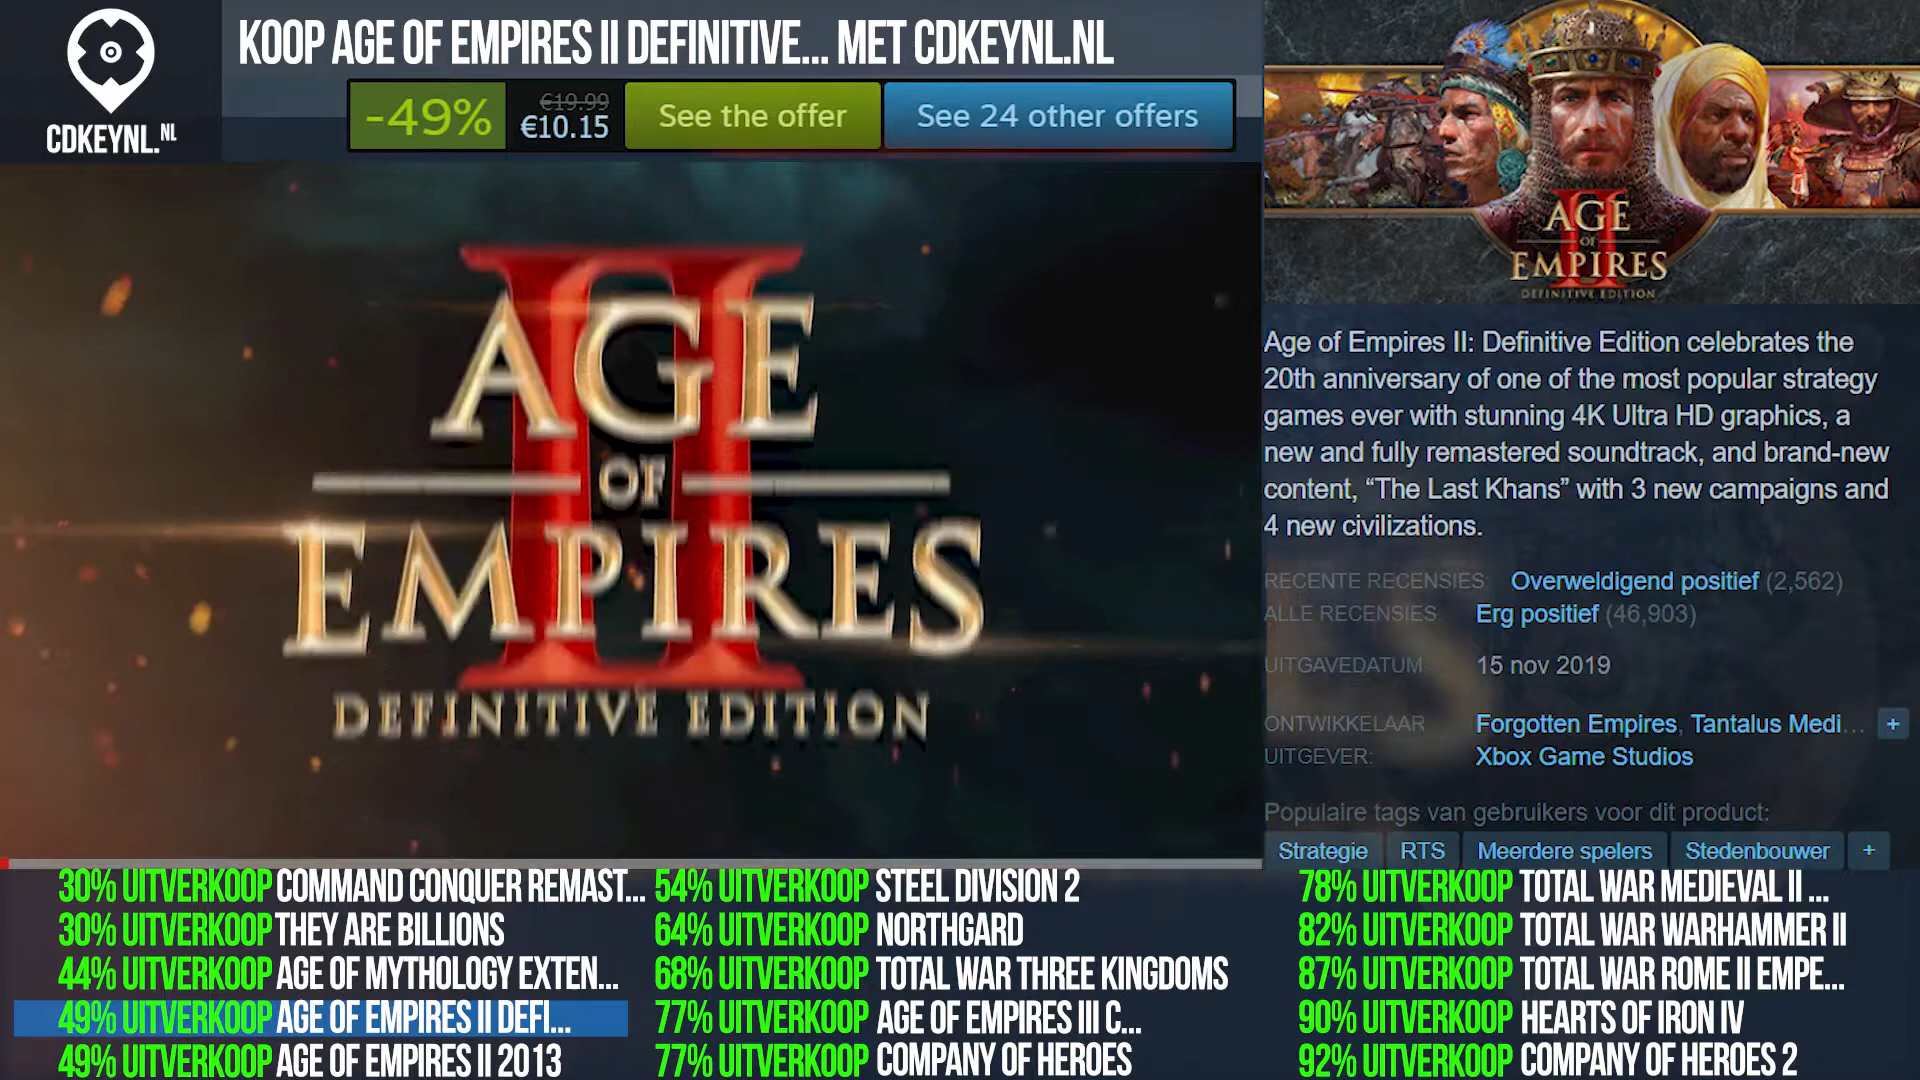 KOOP AGE OF EMPIRES II DEFINITIVE... MET CDKEYNL.NL
CDKEYNL.NL
-49%
€19.99
€10.15
See the offer
See 24 other offers
AGE
OF
EMPIRES
II
DEFINITIVE EDITION
AGE
OF
EMPIRES
II
DEFINITIVE EDITION
Age of Empires II: Definitive Edition celebrates the
20th anniversary of one of the most popular strategy
games ever with stunning 4K Ultra HD graphics, a
new and fully remastered soundtrack, and brand-new
content, “The Last Khans” with 3 new campaigns and
4 new civilizations.
RECENTE RECENSIES: Overweldigend positief (2,562)
ALLE RECENSIES Erg positief (46,903)
UITGAVEDATUM 15 nov 2019
ONTWIKKELAAR Forgotten Empires, Tantalus Medi... +
UITGEVER: Xbox Game Studios
Populaire tags van gebruikers voor dit product:
Strategie RTS Meerdere spelers Stedenbouwer +
30% UITVERKOOP COMMAND CONQUER REMAST...
30% UITVERKOOP THEY ARE BILLIONS
44% UITVERKOOP AGE OF MYTHOLOGY EXTEN...
49% UITVERKOOP AGE OF EMPIRES II DEFI...
49% UITVERKOOP AGE OF EMPIRES II 2013
54% UITVERKOOP STEEL DIVISION 2
64% UITVERKOOP NORTHGARD
68% UITVERKOOP TOTAL WAR THREE KINGDOMS
77% UITVERKOOP AGE OF EMPIRES III C...
77% UITVERKOOP COMPANY OF HEROES
78% UITVERKOOP TOTAL WAR MEDIEVAL II ...
82% UITVERKOOP TOTAL WAR WARHAMMER II
87% UITVERKOOP TOTAL WAR ROME II EMPE...
90% UITVERKOOP HEARTS OF IRON IV
92% UITVERKOOP COMPANY OF HEROES 2